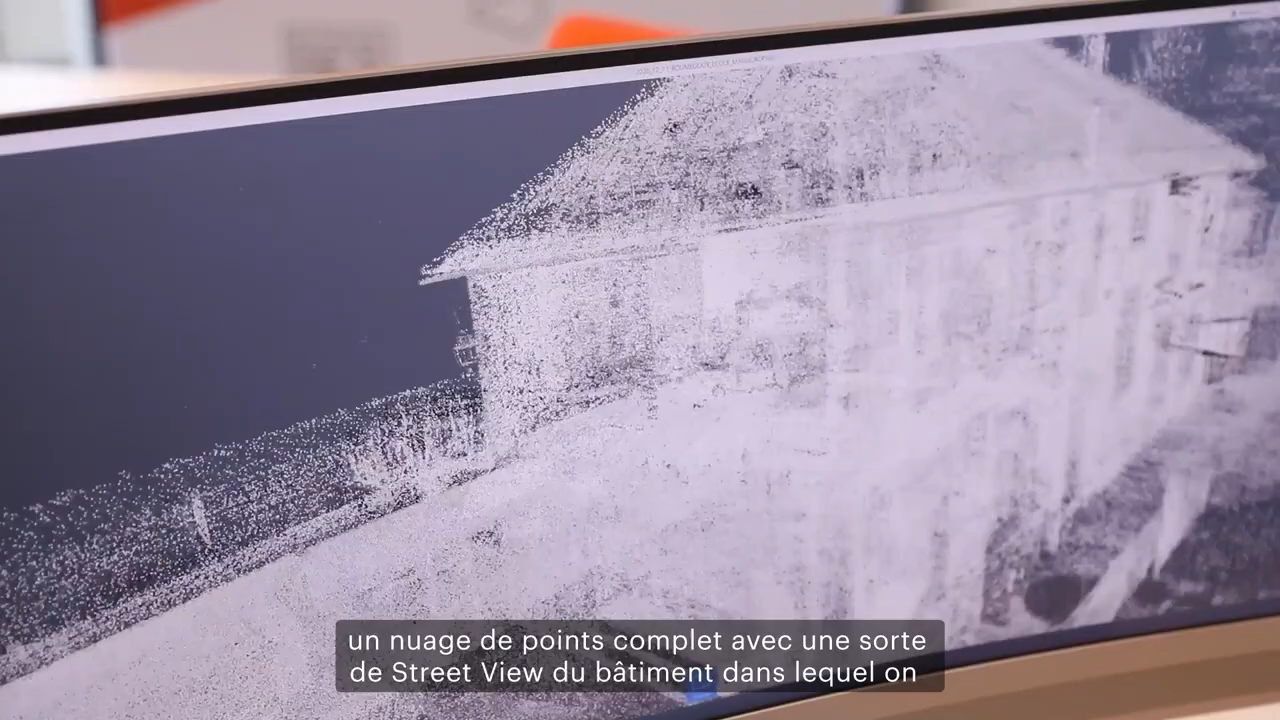 un nuage de points complet avec une sorte
de Street View du bâtiment dans lequel on